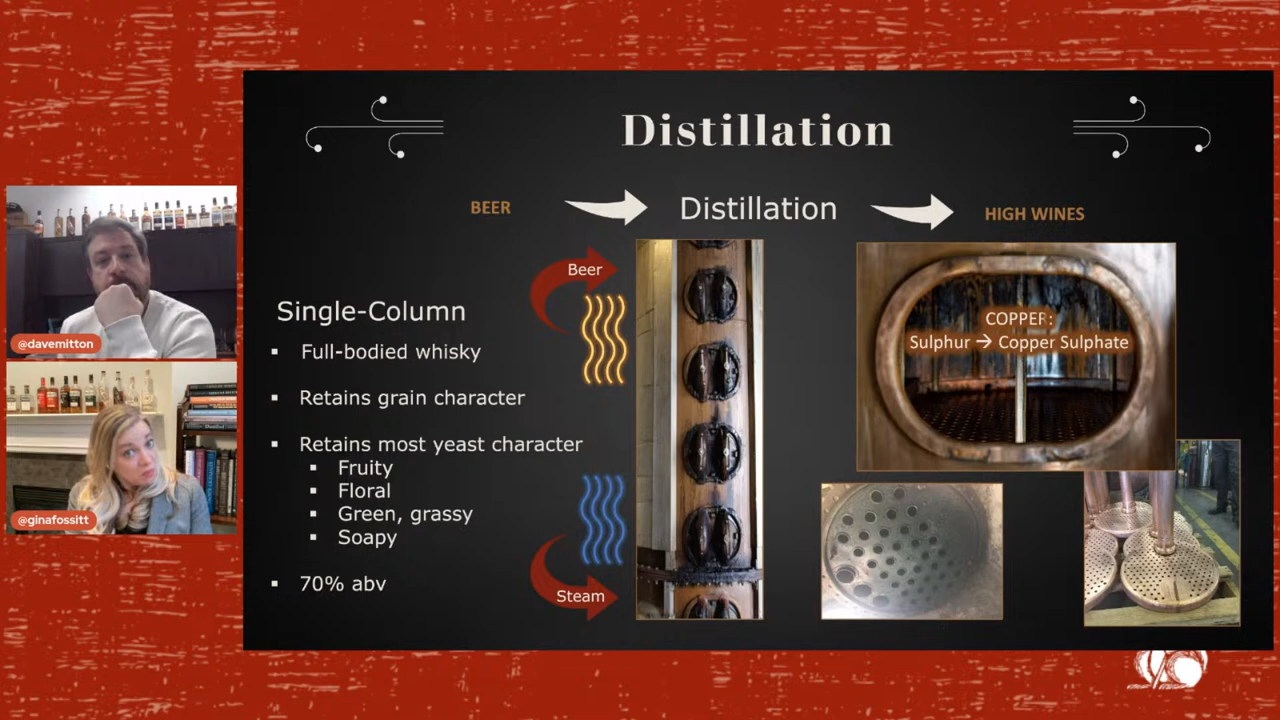 Distillation
BEER
Distillation
HIGH WINES
Beer
Single-Column
▪ Full-bodied whisky
▪ Retains grain character
▪ Retains most yeast character
▪ Fruity
▪ Floral
▪ Green, grassy
▪ Soapy
▪ 70% abv
Steam
COPPER:
Sulphur → Copper Sulphate
@davemitton
@ginafossitt